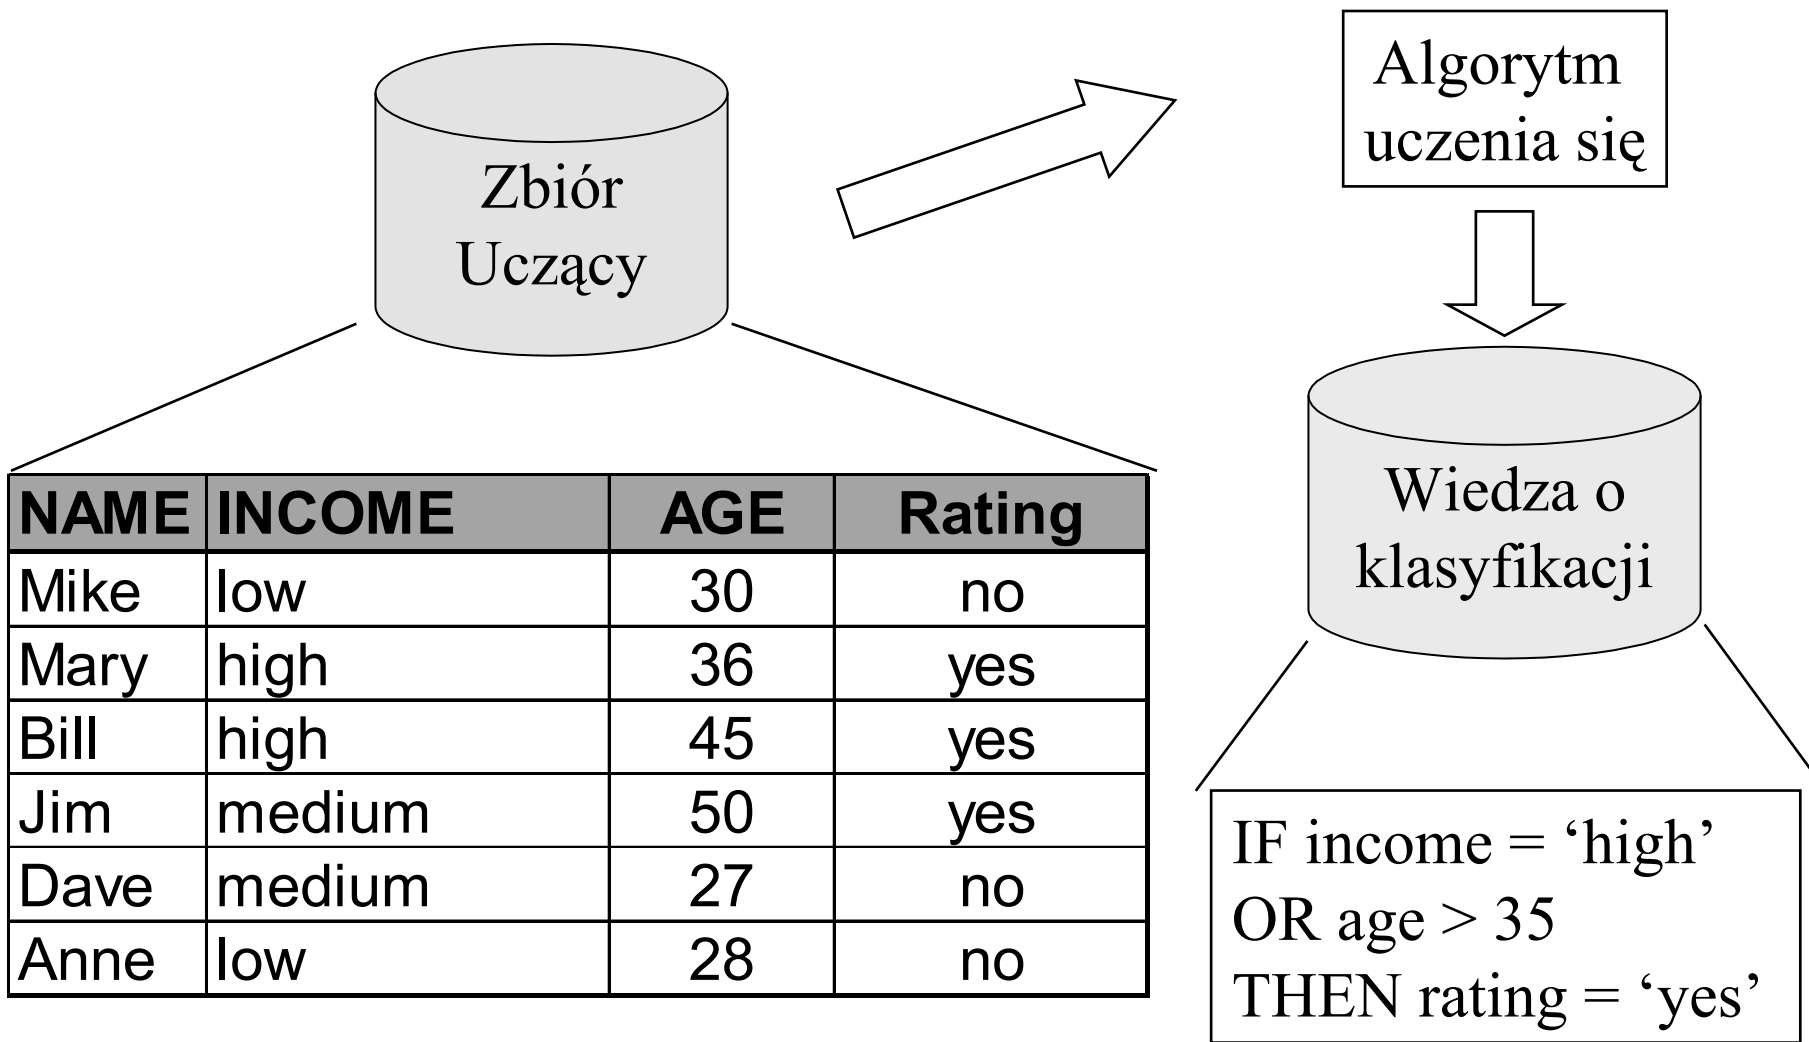 Zbiór
Uczący
Algorytm
uczenia się
NAME INCOME AGE Rating
Mike low 30 no
Mary high 36 yes
Bill high 45 yes
Jim medium 50 yes
Dave medium 27 no
Anne low 28 no
Wiedza o
klasyfikacji
IF income = ‘high’
OR age > 35
THEN rating = ‘yes’